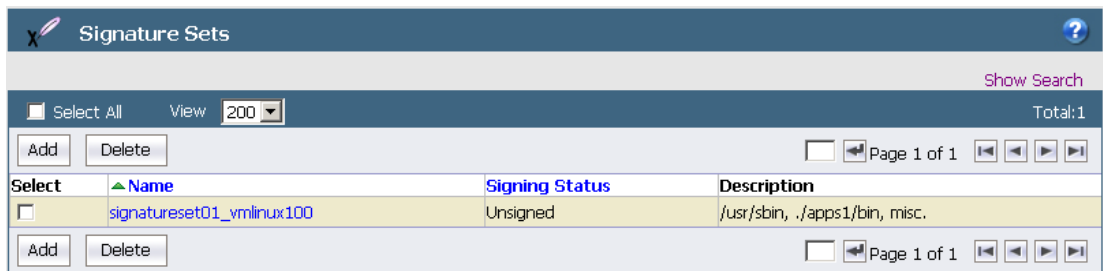 Signature Sets ?
Show Search
Select All View 200 Total:1
Add Delete Page 1 of 1
Select Name Signing Status Description
signatureset01_vmlinux100 Unsigned /usr/sbin, ./apps1/bin, misc.
Add Delete Page 1 of 1